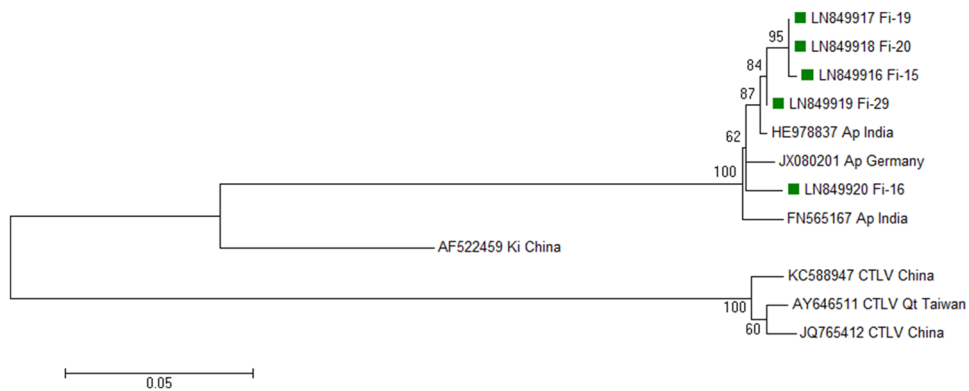 LN849917 Fi-19
95
LN849918 Fi-20
84
LN849916 Fi-15
87
LN849919 Fi-29
HE978837 Ap India
62
JX080201 Ap Germany
100
LN849920 Fi-16
FN565167 Ap India
AF522459 Ki China
KC588947 CTLV China
100
AY646511 CTLV Qt Taiwan
60
JQ765412 CTLV China
0.05